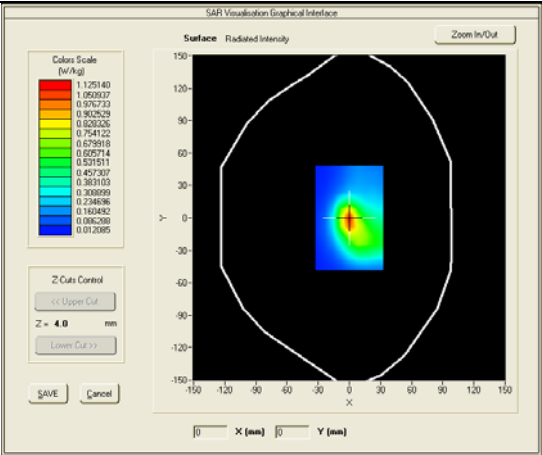 SAR Visualisation Graphical Interface
Surface Radiated Intensity
Zoom In/Out
Colors Scale
(W/kg)
1.125140
1.050937
0.976733
0.902529
0.828326
0.754122
0.679918
0.605714
0.531511
0.457307
0.383103
0.308899
0.234696
0.160492
0.086288
0.012085
150
120
90
60
30
0
-30
-60
-90
-120
-150
Y
-150 -120 -90 -60 -30 0 30 60 90 120 150
X
Z-Cuts Control
<< Upper Cut
Z = 4.0 mm
Lower Cut >>
SAVE Cancel
0 X (mm) 0 Y (mm)